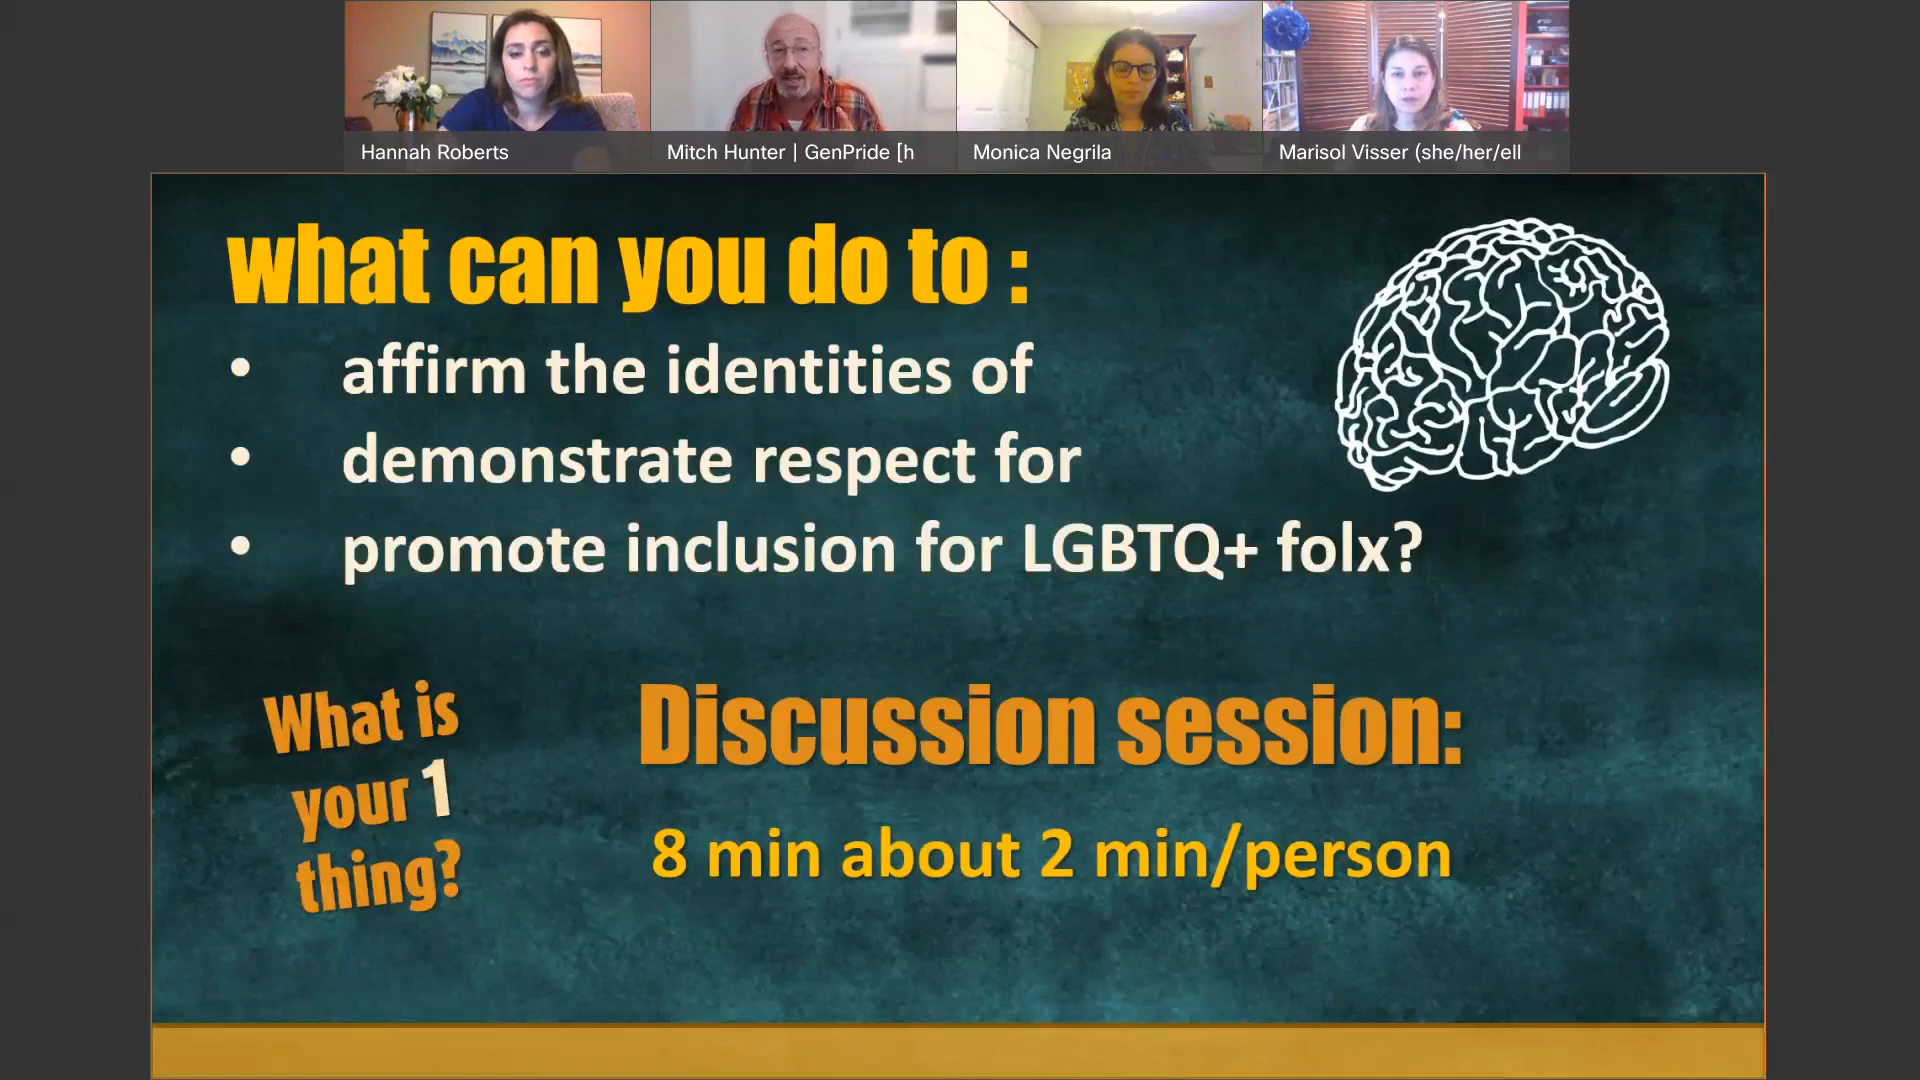 Hannah Roberts
Mitch Hunter | GenPride [h
Monica Negrila
Marisol Visser (she/her/ell
what can you do to :
• affirm the identities of
• demonstrate respect for
• promote inclusion for LGBTQ+ folx?
What is
your 1
thing?
Discussion session:
8 min about 2 min/person